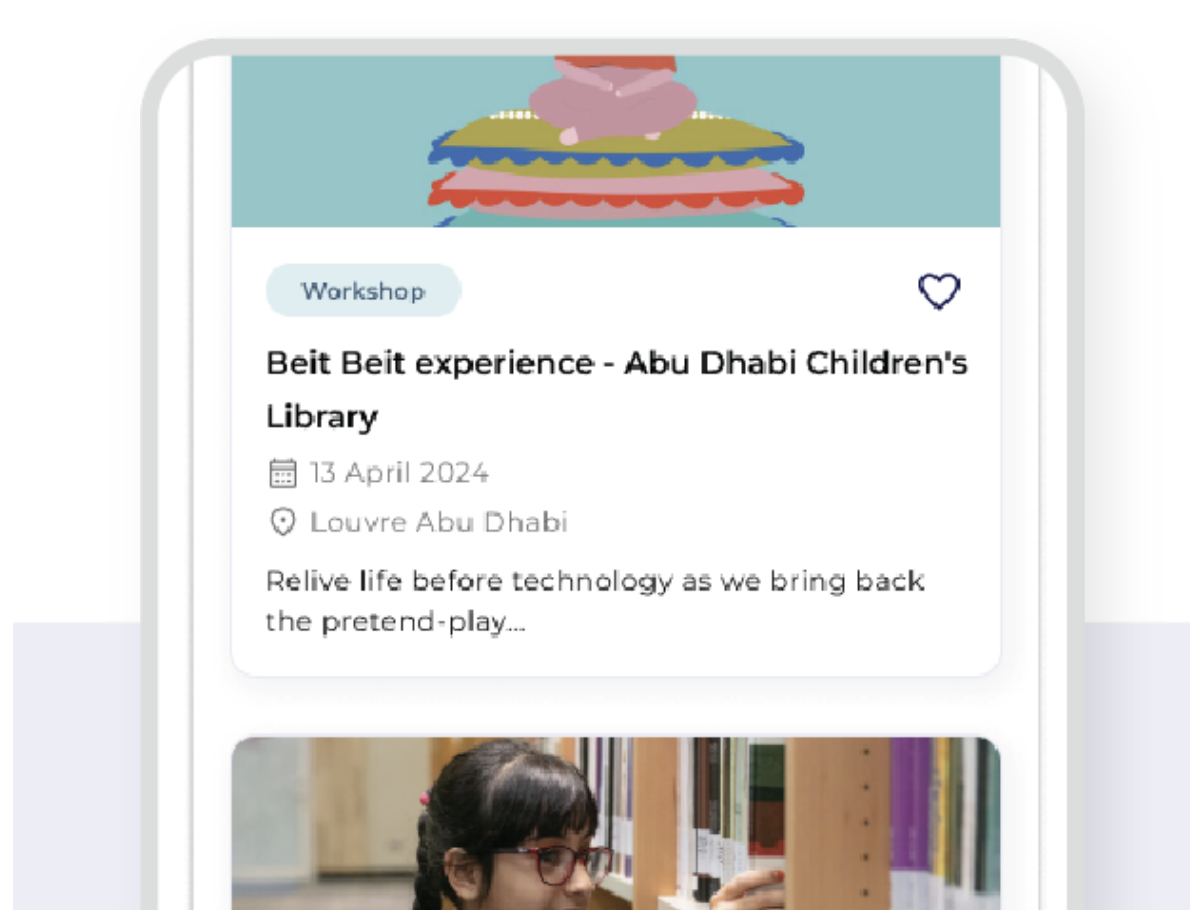 Workshop
Beit Beit experience - Abu Dhabi Children's
Library
13 April 2024
Louvre Abu Dhabi
Relive life before technology as we bring back
the pretend-play...